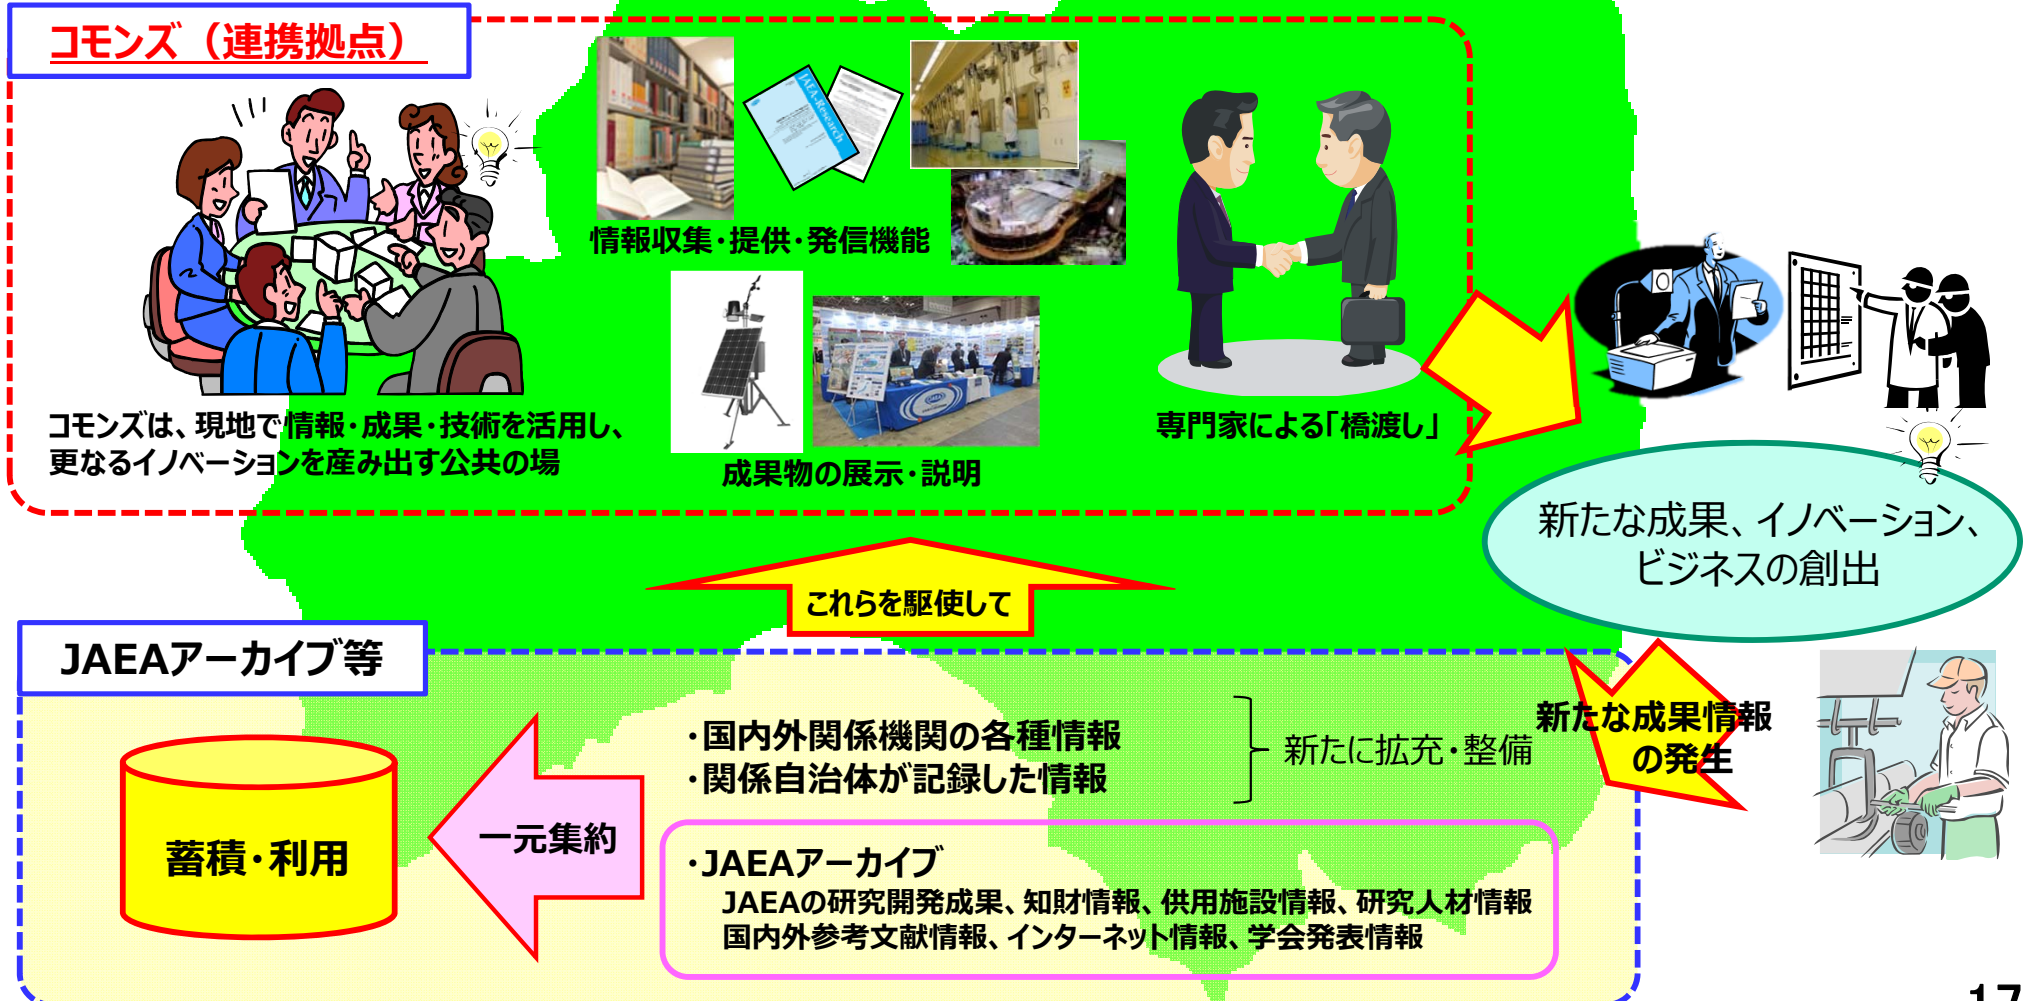 コモンズ（連携拠点）
JAEA-Research
情報収集・提供・発信機能
コモンズは、現地で情報・成果・技術を活用し、
更なるイノベーションを産み出す公共の場
成果物の展示・説明
専門家による「橋渡し」
新たな成果、イノベーション、
ビジネスの創出
これらを駆使して
JAEAアーカイブ等
新たな成果情報
の発生
・国内外関係機関の各種情報
・関係自治体が記録した情報
新たに拡充・整備
蓄積・利用
一元集約
・JAEAアーカイブ
JAEAの研究開発成果、知財情報、供用施設情報、研究人材情報
国内外参考文献情報、インターネット情報、学会発表情報
17